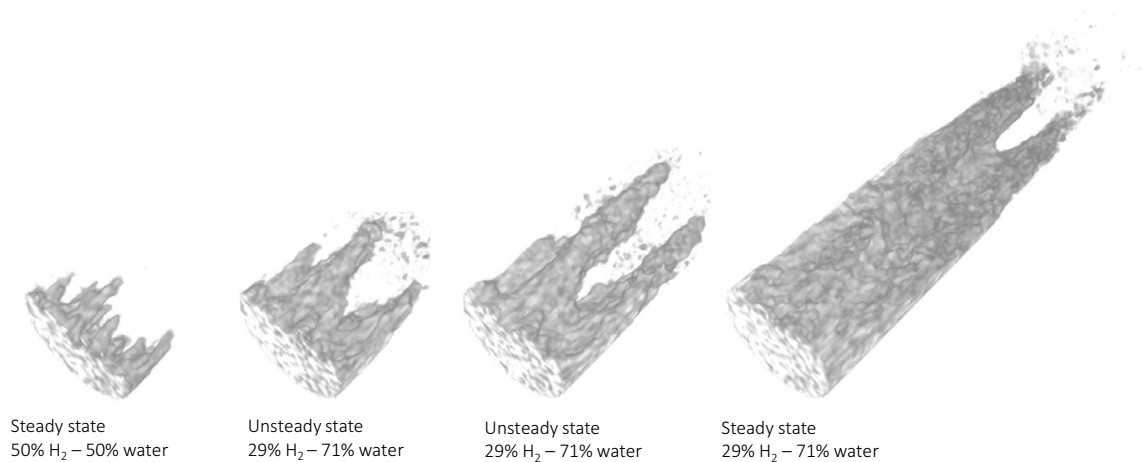 Steady state
50% H₂ – 50% water
Unsteady state
29% H₂ – 71% water
Unsteady state
29% H₂ – 71% water
Steady state
29% H₂ – 71% water